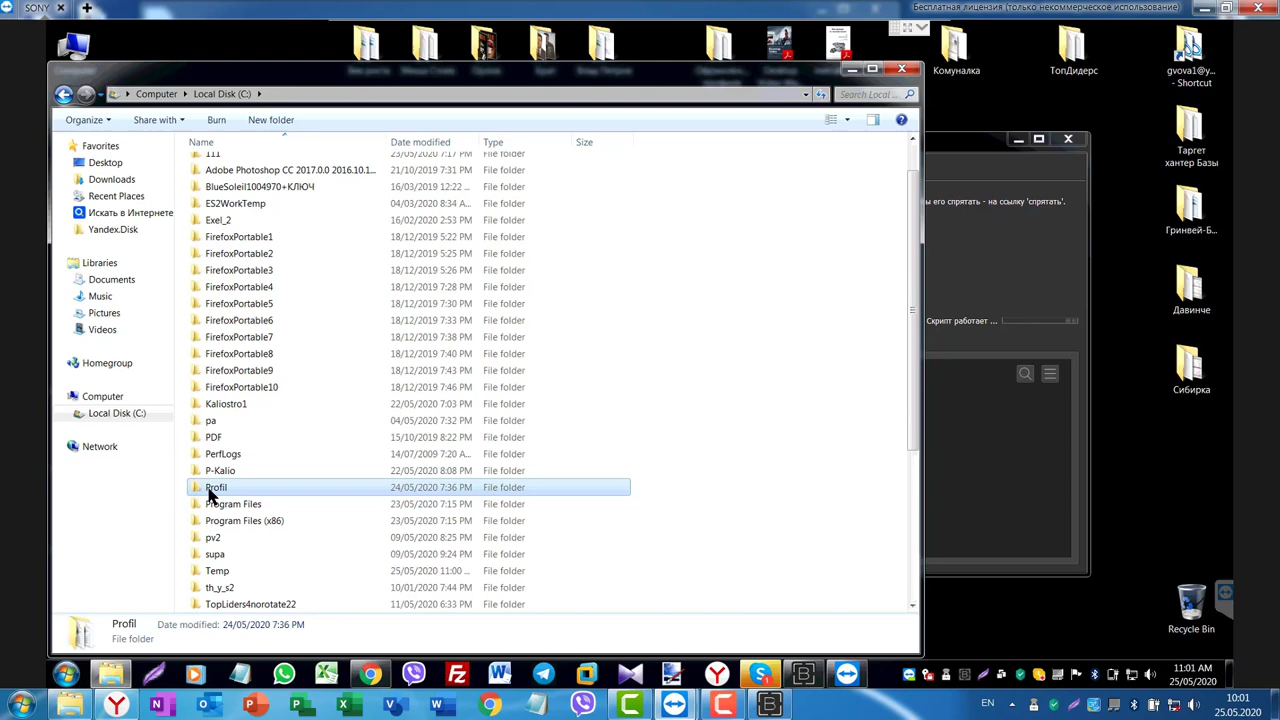 SONY
Бесплатная лицензия (только некоммерческое использование)
Комуналка
ТопДидерс
gvova1@y...
- Shortcut
Таргет
хантер Базы
Гринвей-Б...
Давинче
Сибирка
Recycle Bin
Computer
Local Disk (C:)
Search Local ...
Organize
Share with
Burn
New folder
Name
Date modified
Type
Size
Favorites
Desktop
Downloads
Recent Places
Искать в Интернете
Yandex.Disk
Libraries
Documents
Music
Pictures
Videos
Homegroup
Computer
Local Disk (C:)
Network
111 23/05/2020 7:17 PM File folder
Adobe Photoshop CC 2017.0.0 2016.10.1... 21/10/2019 7:31 PM File folder
BlueSoleil1004970+КЛЮЧ 16/03/2019 12:22 ... File folder
ES2WorkTemp 04/03/2020 8:34 A... File folder
Exel_2 16/02/2020 2:53 PM File folder
FirefoxPortable1 18/12/2019 5:22 PM File folder
FirefoxPortable2 18/12/2019 5:25 PM File folder
FirefoxPortable3 18/12/2019 5:26 PM File folder
FirefoxPortable4 18/12/2019 7:28 PM File folder
FirefoxPortable5 18/12/2019 7:30 PM File folder
FirefoxPortable6 18/12/2019 7:33 PM File folder
FirefoxPortable7 18/12/2019 7:38 PM File folder
FirefoxPortable8 18/12/2019 7:40 PM File folder
FirefoxPortable9 18/12/2019 7:43 PM File folder
FirefoxPortable10 18/12/2019 7:46 PM File folder
Kaliostro1 22/05/2020 7:03 PM File folder
pa 04/05/2020 7:32 PM File folder
PDF 15/10/2019 8:22 PM File folder
PerfLogs 14/07/2009 7:20 A... File folder
P-Kalio 22/05/2020 8:08 PM File folder
Profil 24/05/2020 7:36 PM File folder
Program Files 23/05/2020 7:15 PM File folder
Program Files (x86) 23/05/2020 7:15 PM File folder
pv2 09/05/2020 8:25 PM File folder
supa 09/05/2020 9:24 PM File folder
Temp 25/05/2020 11:00 ... File folder
th_y_s2 10/01/2020 7:44 PM File folder
TopLiders4norotate22 11/05/2020 6:33 PM File folder
ы его спрятать - на ссылку 'спрятать'.
Скрипт работает ...
Profil Date modified: 24/05/2020 7:36 PM
File folder
11:01 AM
25/05/2020
EN
10:01
25.05.2020